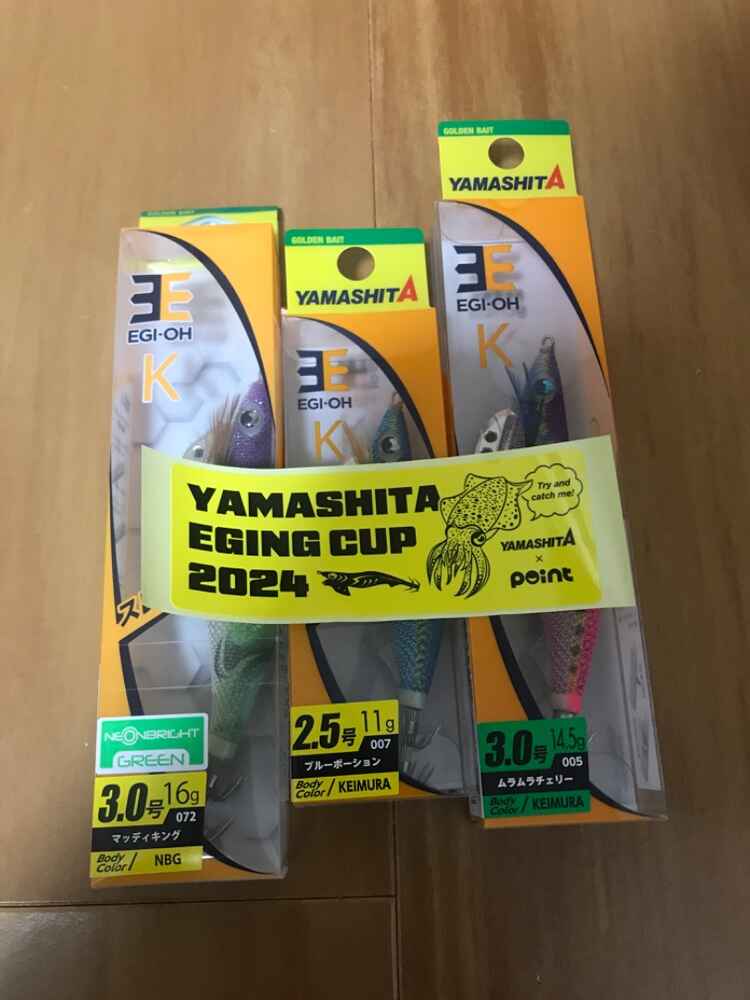 GOLDEN BAIT
EGI-OH
K
NEONBRIGHT
GREEN
3.0号 16g
072
マッディキング
Body Color / NBG
GOLDEN BAIT
YAMASHITA
EGI-OH
K
2.5号 11g
007
ブルーポーション
Body Color / KEIMURA
GOLDEN BAIT
YAMASHITA
EGI-OH
K
3.0号 14.5g
005
ムラムラチェリー
Body Color / KEIMURA
YAMASHITA
EGING CUP
2024
Try and
catch me!
YAMASHITA
×
point